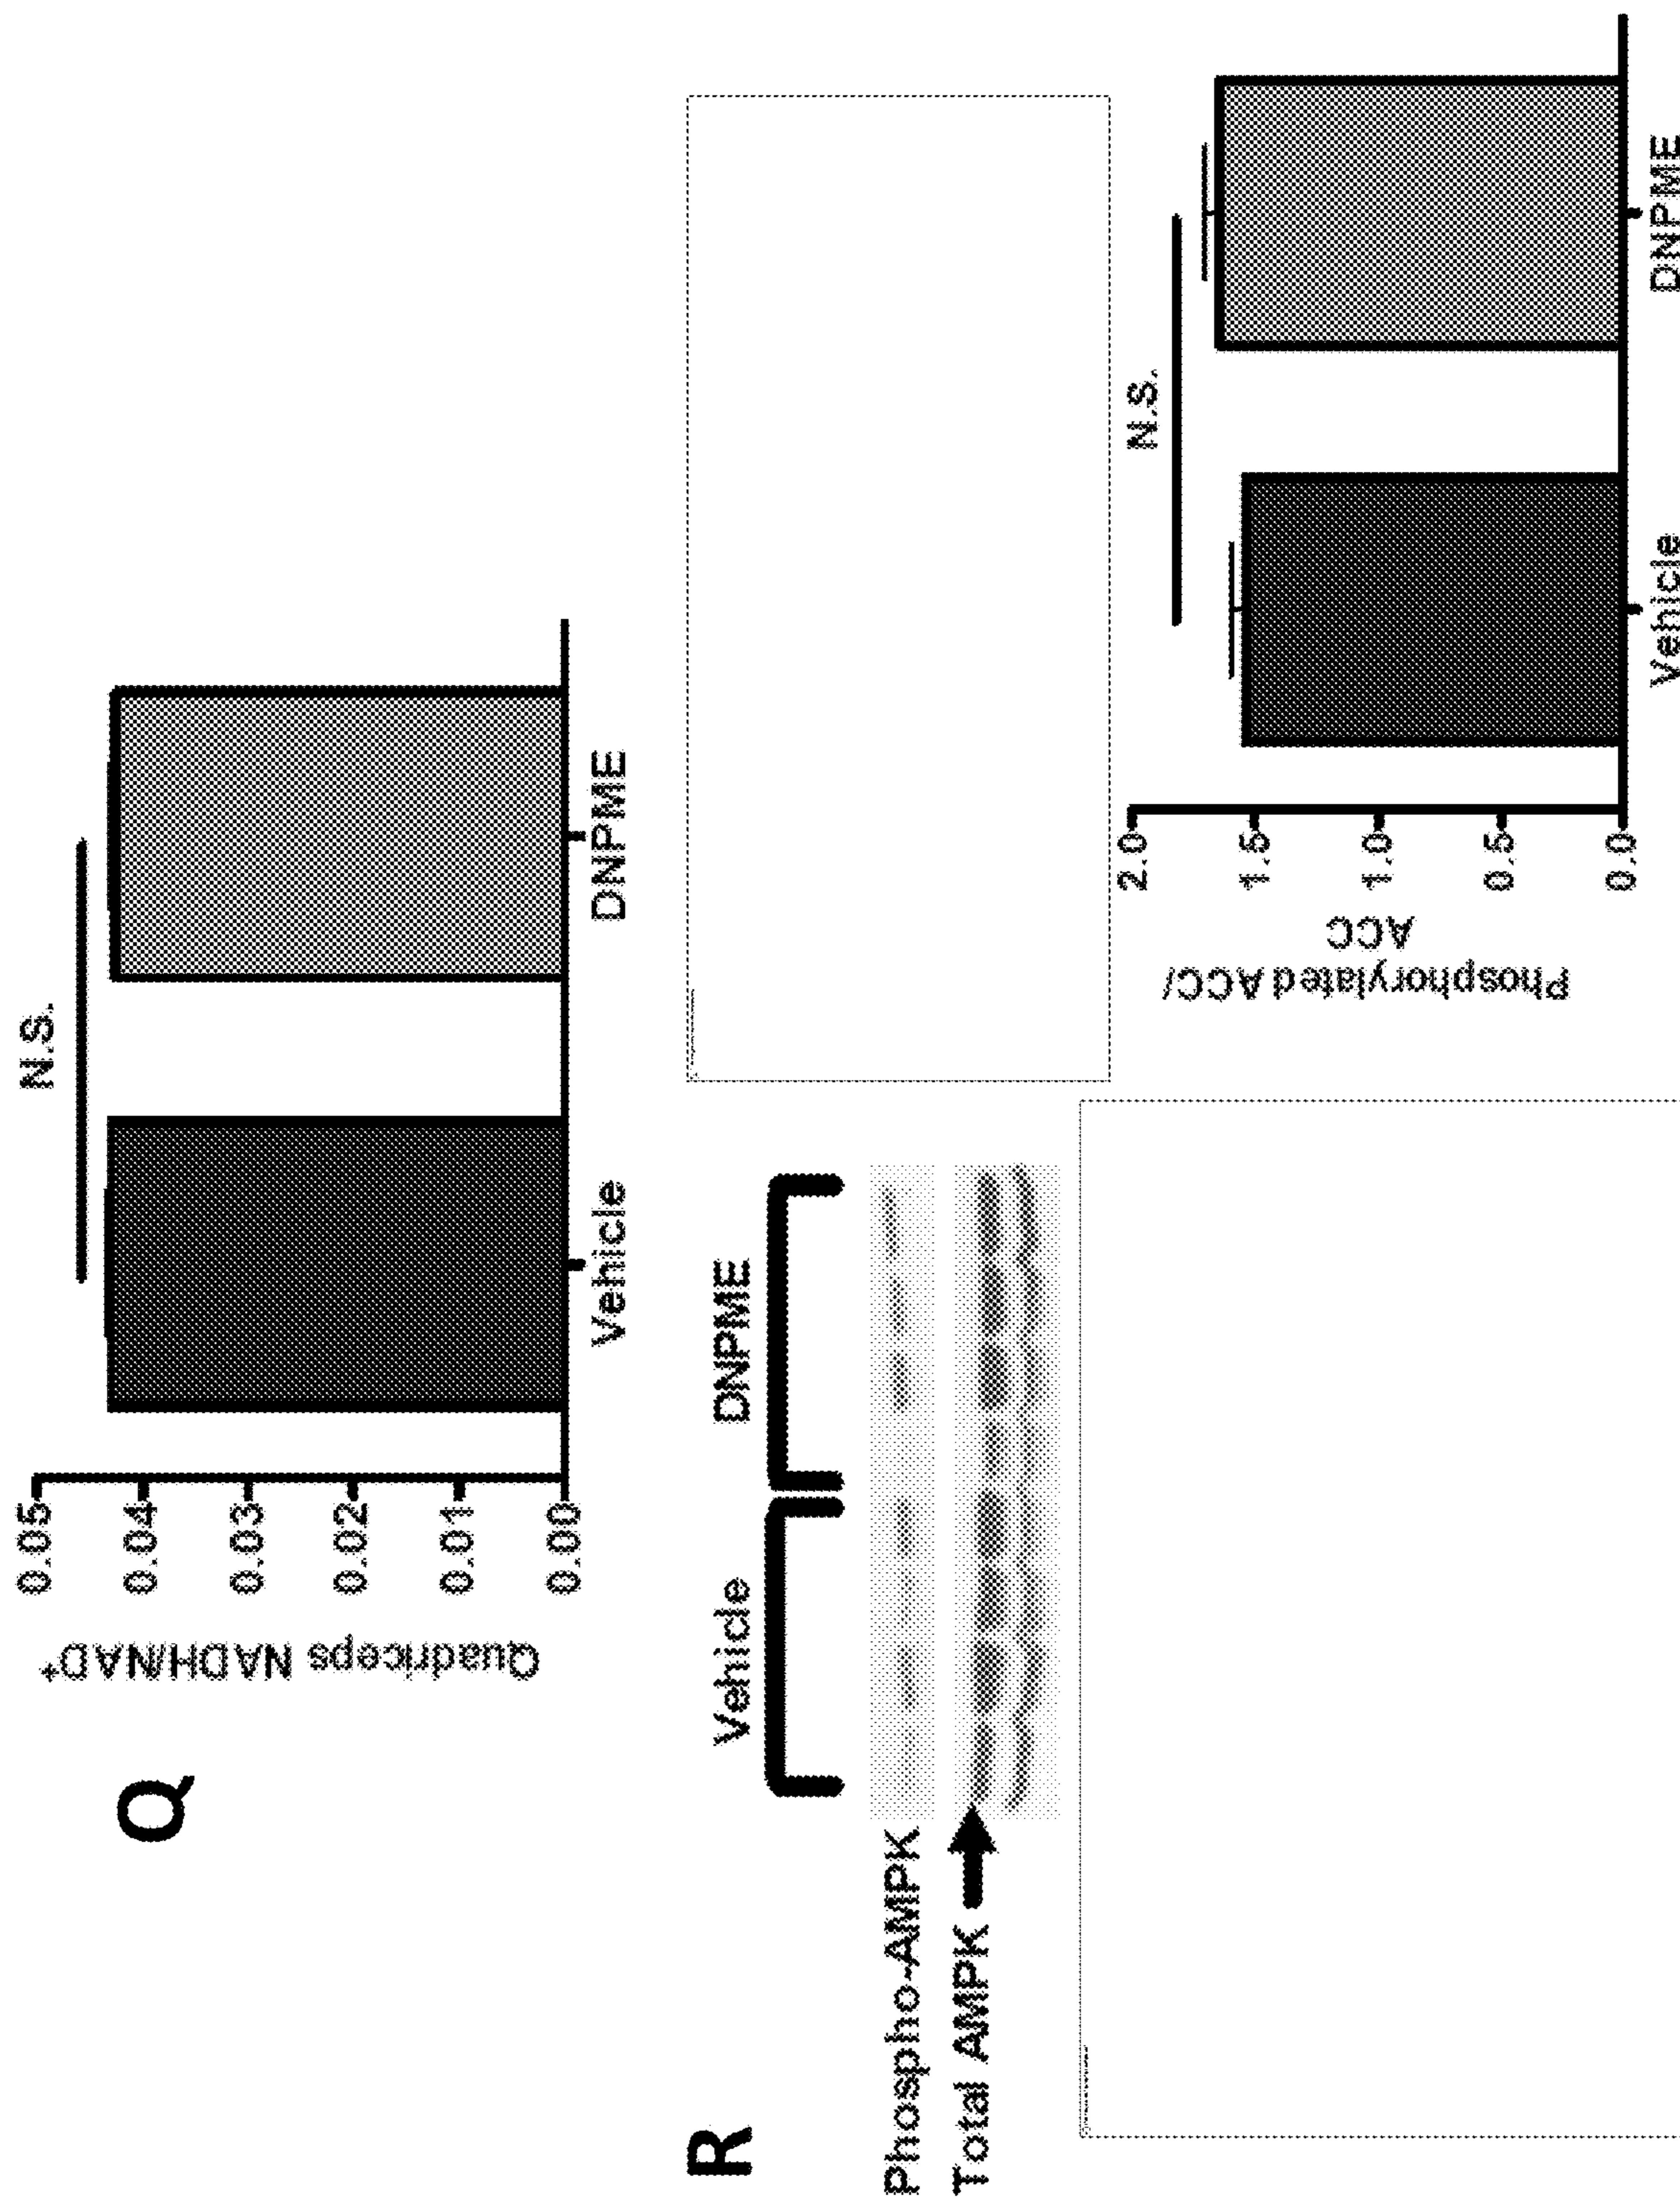 Q
Quadriceps NADH/NAD+
0.05
0.04
0.03
0.02
0.01
0.00
N.S.
Vehicle
DNPME
R
Vehicle
DNPME
Phospho-AMPK
Total AMPK
Phosphorylated ACC/
ACC
2.0
1.5
1.0
0.5
0.0
N.S.
Vehicle
DNPME